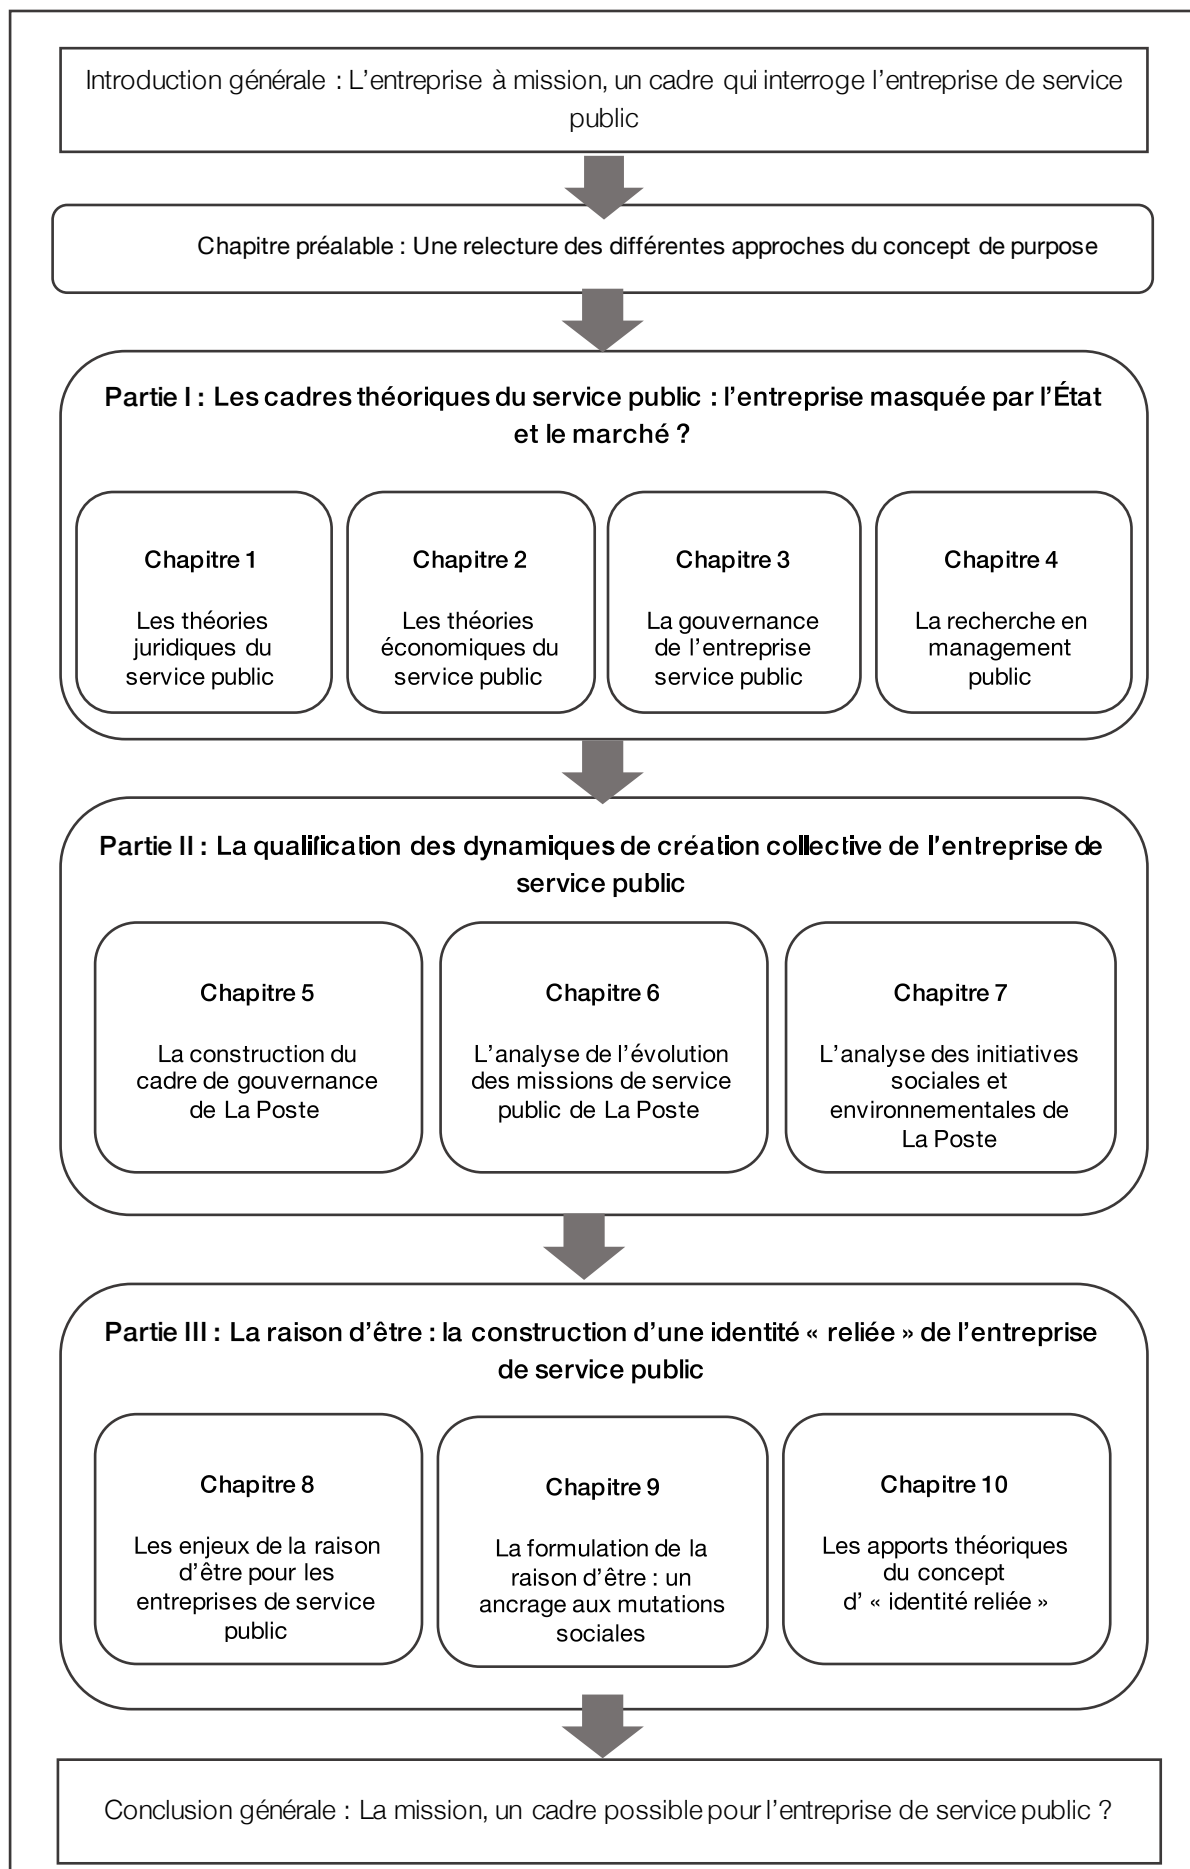 Introduction générale : L’entreprise à mission, un cadre qui interroge l’entreprise de service
public
Chapitre préalable : Une relecture des différentes approches du concept de purpose
Partie I : Les cadres théoriques du service public : l’entreprise masquée par l’État
et le marché ?
Chapitre 1
Les théories
juridiques du
service public
Chapitre 2
Les théories
économiques du
service public
Chapitre 3
La gouvernance
de l’entreprise
service public
Chapitre 4
La recherche en
management
public
Partie II : La qualification des dynamiques de création collective de l’entreprise de
service public
Chapitre 5
La construction du
cadre de gouvernance
de La Poste
Chapitre 6
L’analyse de l’évolution
des missions de service
public de La Poste
Chapitre 7
L’analyse des initiatives
sociales et
environnementales de
La Poste
Partie III : La raison d’être : la construction d’une identité « reliée » de l’entreprise
de service public
Chapitre 8
Les enjeux de la raison
d’être pour les
entreprises de service
public
Chapitre 9
La formulation de la
raison d’être : un
ancrage aux mutations
sociales
Chapitre 10
Les apports théoriques
du concept
d’ « identité reliée »
Conclusion générale : La mission, un cadre possible pour l’entreprise de service public ?